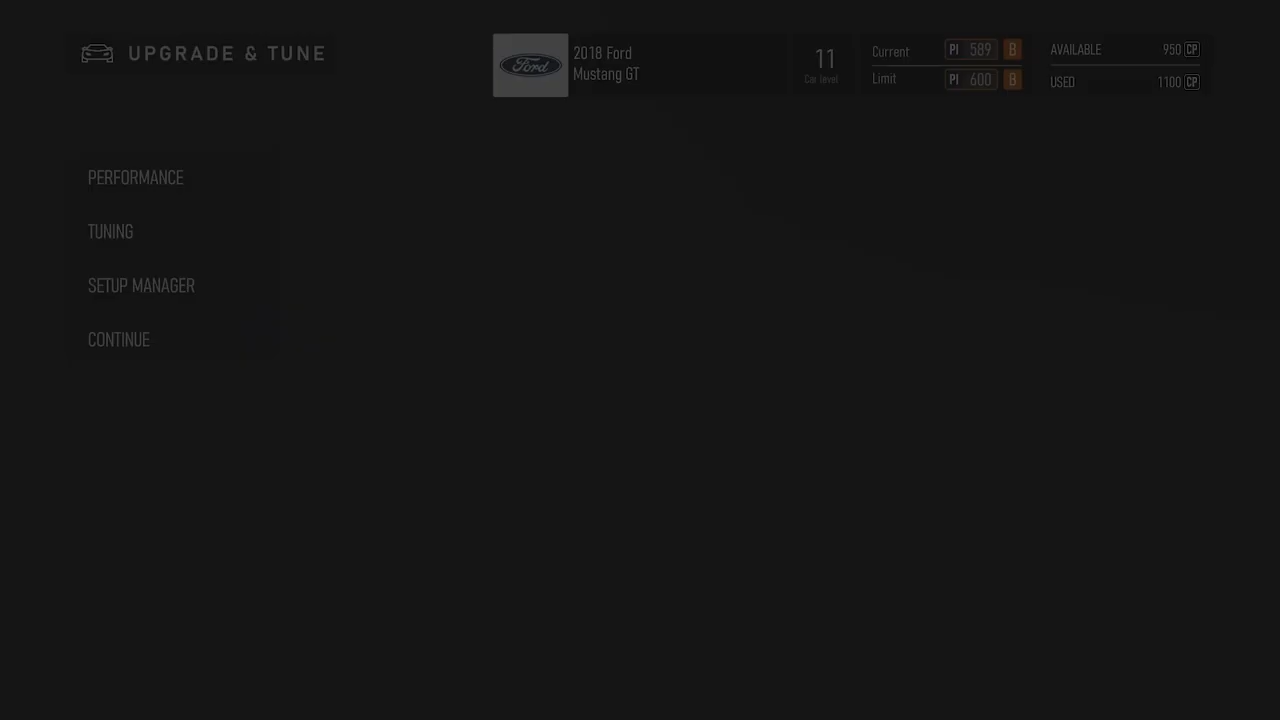 UPGRADE & TUNE
Ford
2018 Ford
Mustang GT
11
Car level
Current PI 589 B
Limit PI 600 B
AVAILABLE 950 CP
USED 1100 CP
PERFORMANCE
TUNING
SETUP MANAGER
CONTINUE